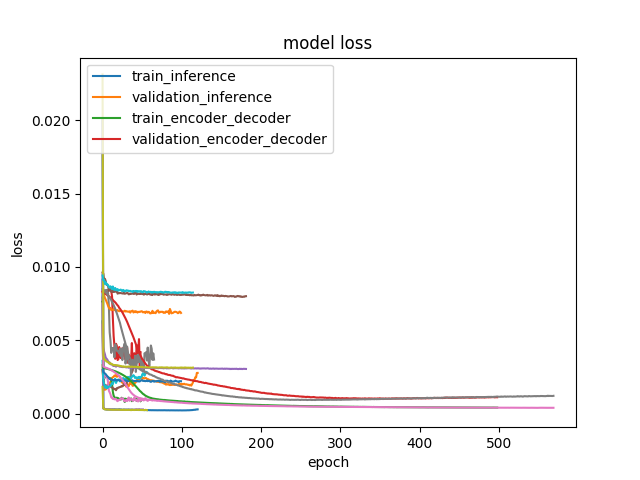 model loss
train_inference
validation_inference
train_encoder_decoder
validation_encoder_decoder
loss
0.020
0.015
0.010
0.005
0.000
0 100 200 300 400 500
epoch